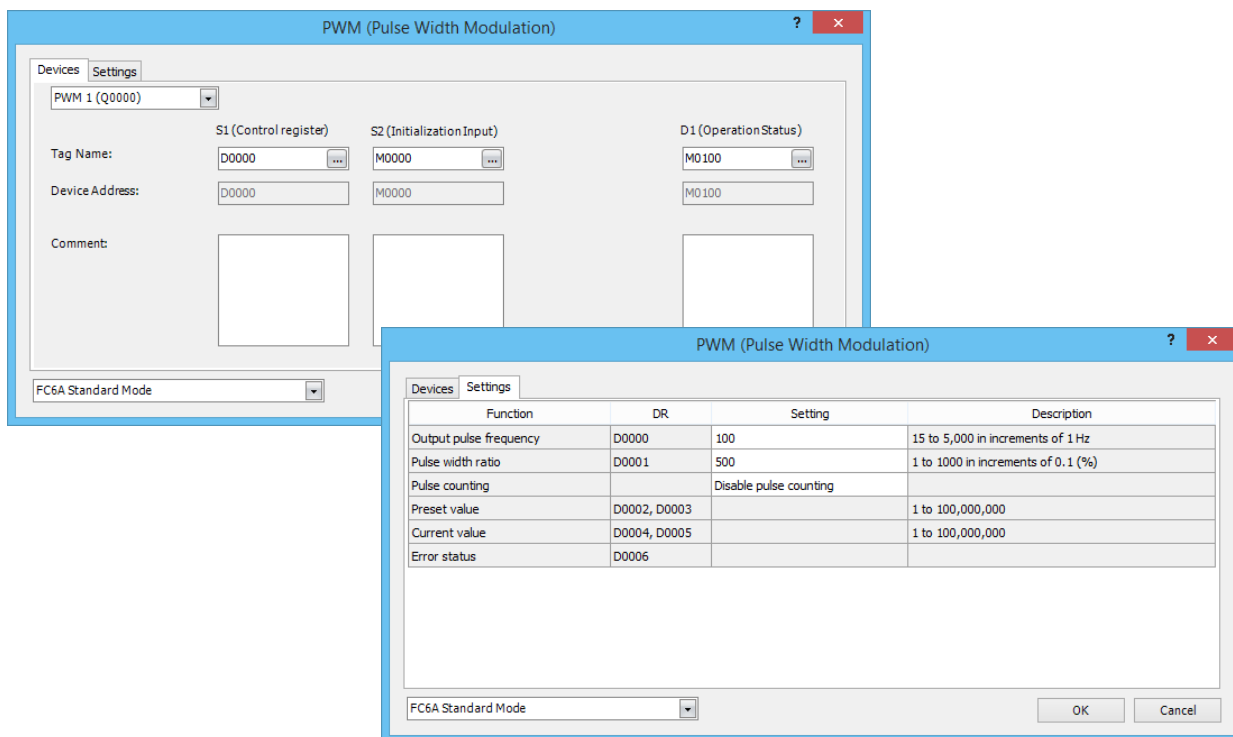 PWM (Pulse Width Modulation) ? ×
Devices Settings
PWM 1 (Q0000)
S1 (Control register) S2 (Initialization Input) D1 (Operation Status)
Tag Name: D0000 ... M0000 ... M0100 ...
Device Address: D0000 M0000 M0100
Comment:
FC6A Standard Mode
PWM (Pulse Width Modulation) ? ×
Devices Settings
Function DR Setting Description
Output pulse frequency D0000 100 15 to 5,000 in increments of 1 Hz
Pulse width ratio D0001 500 1 to 1000 in increments of 0.1 (%)
Pulse counting Disable pulse counting
Preset value D0002, D0003 1 to 100,000,000
Current value D0004, D0005 1 to 100,000,000
Error status D0006
FC6A Standard Mode OK Cancel